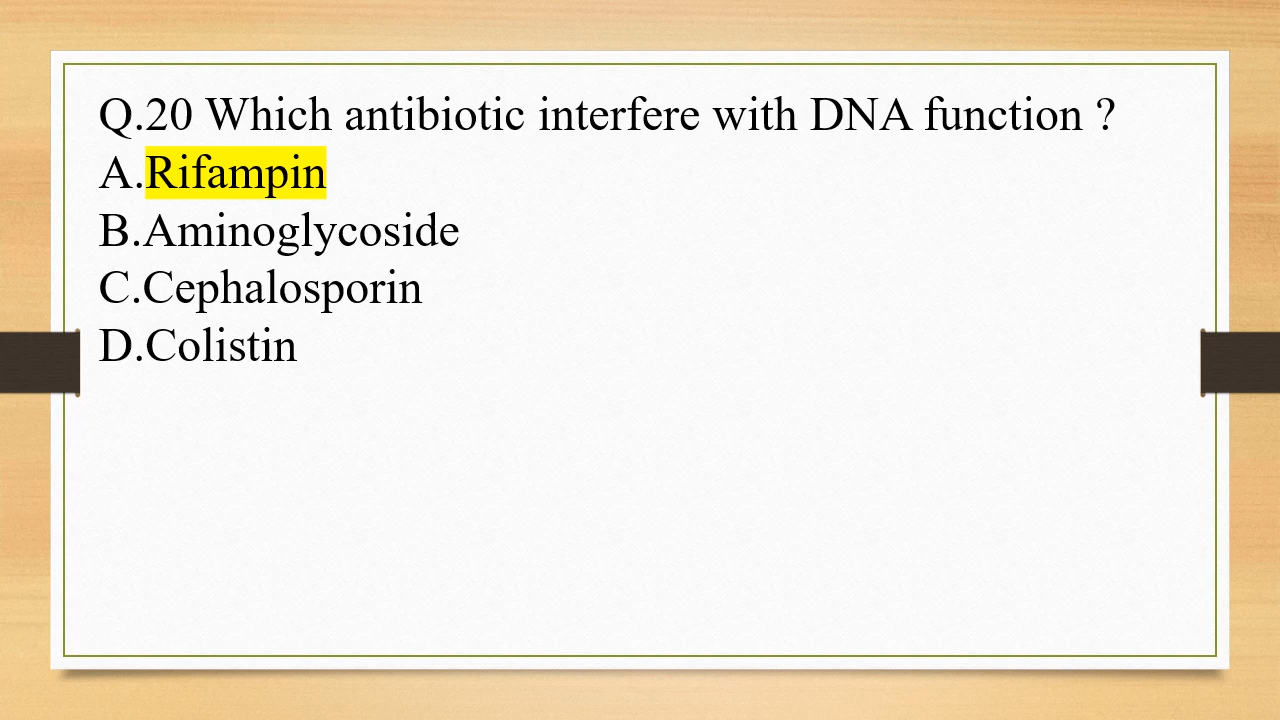 Q.20 Which antibiotic interfere with DNA function ?
A.Rifampin
B.Aminoglycoside
C.Cephalosporin
D.Colistin